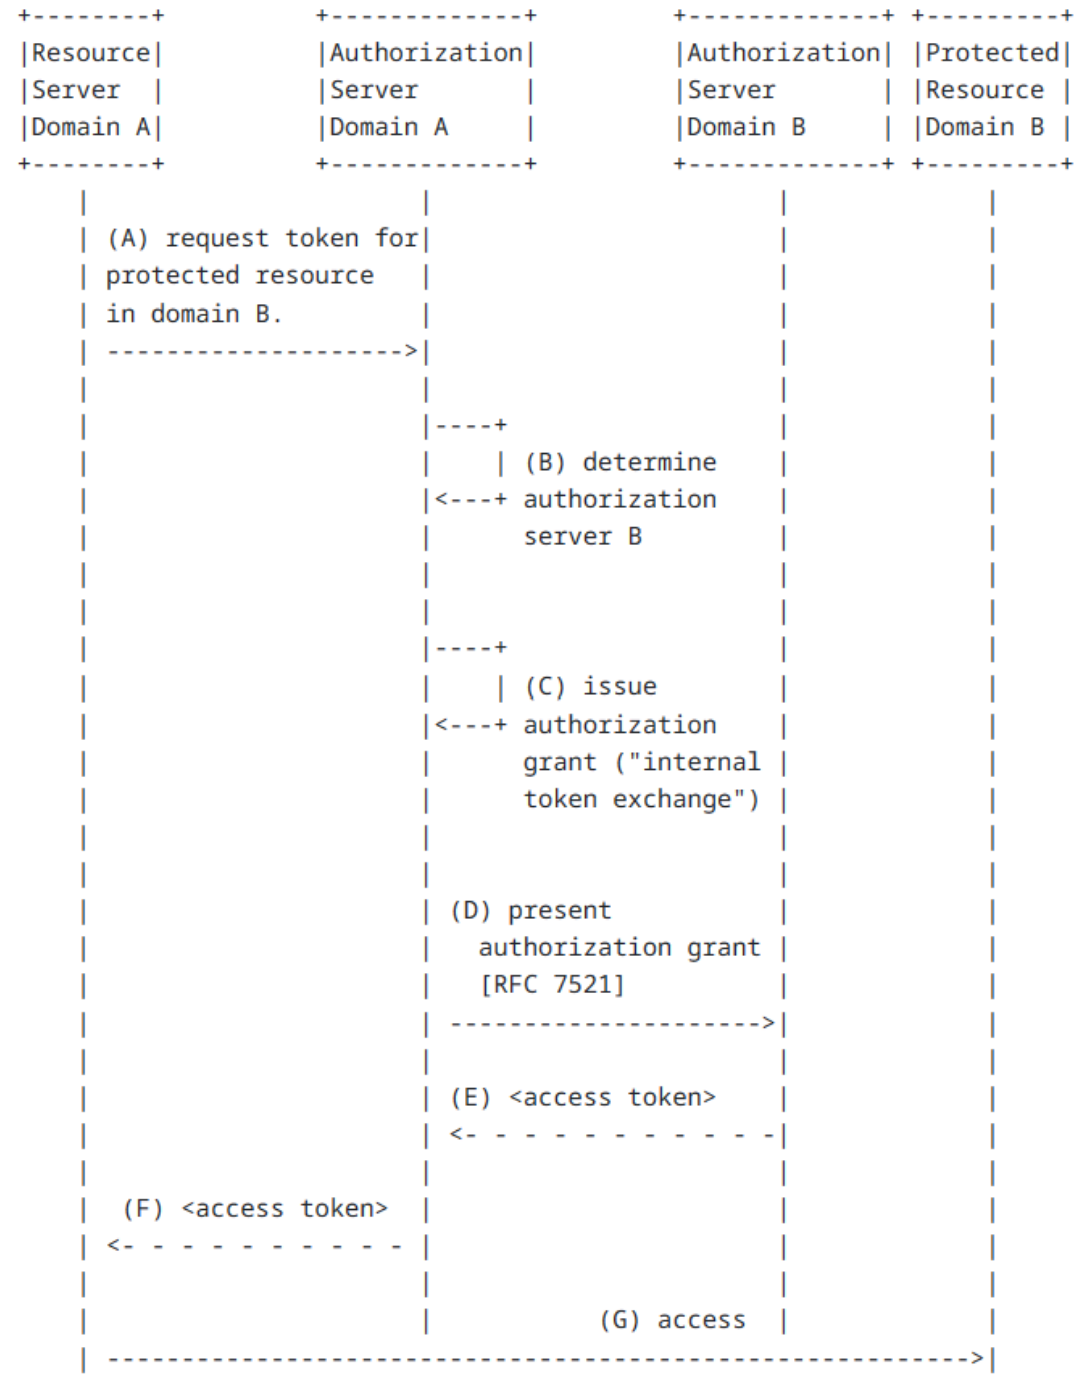 +--------+          +-------------+         +-------------+ +---------+
|Resource|          |Authorization|         |Authorization| |Protected|
|Server  |          |Server       |         |Server       | |Resource |
|Domain A|          |Domain A     |         |Domain B     | |Domain B |
+--------+          +-------------+         +-------------+ +---------+
    |                      |                       |             |
    | (A) request token for|                       |             |
    | protected resource   |                       |             |
    | in domain B.         |                       |             |
    | -------------------->|                       |             |
    |                      |                       |             |
    |                      |----+                  |             |
    |                      |    | (B) determine    |             |
    |                      |<---+ authorization    |             |
    |                      |      server B         |             |
    |                      |                       |             |
    |                      |                       |             |
    |                      |----+                  |             |
    |                      |    | (C) issue        |             |
    |                      |<---+ authorization    |             |
    |                      |      grant ("internal |             |
    |                      |      token exchange") |             |
    |                      |                       |             |
    |                      |                       |             |
    |                      | (D) present           |             |
    |                      |   authorization grant |             |
    |                      |   [RFC 7521]          |             |
    |                      | --------------------->|             |
    |                      |                       |             |
    |                      | (E) <access token>    |             |
    |                      | <- - - - - - - - - - -|             |
    |                      |                       |             |
    |  (F) <access token>  |                       |             |
    | <- - - - - - - - - - |                       |             |
    |                      |                       |             |
    |                      |           (G) access  |             |
    | ---------------------------------------------------------->|